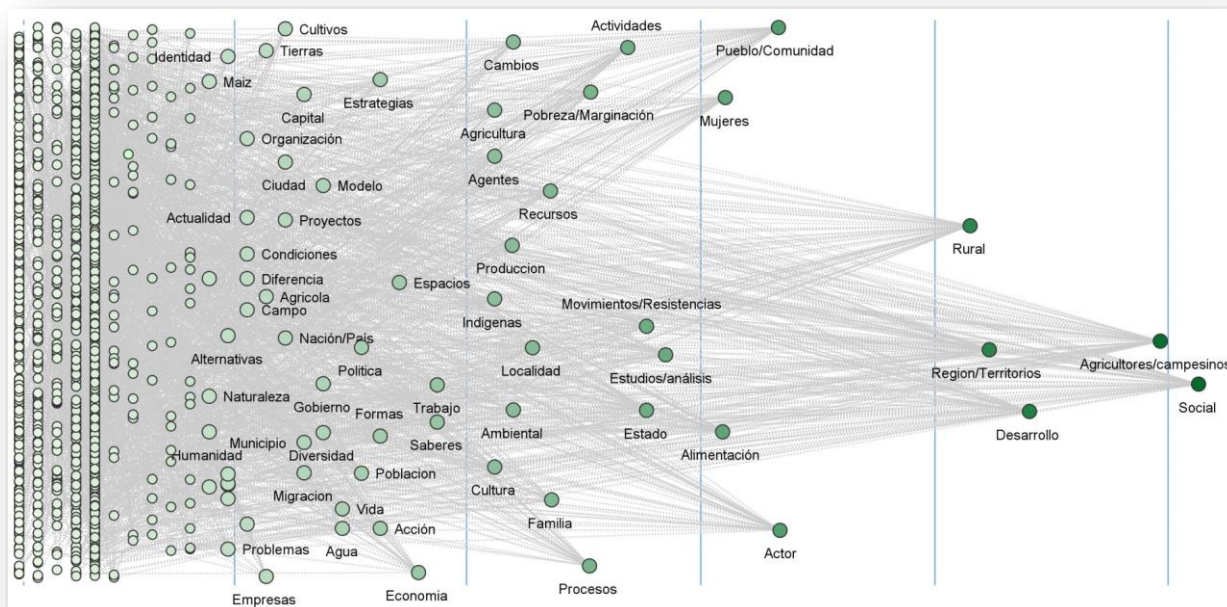 Cultivos
Identidad
Tierras
Maiz
Capital
Estrategias
Organización
Ciudad
Modelo
Actualidad
Proyectos
Condiciones
Diferencia
Agricola
Campo
Espacios
Alternativas
Nación/País
Politica
Naturaleza
Gobierno
Formas
Trabajo
Saberes
Municipio
Humanidad
Diversidad
Migracion
Poblacion
Vida
Agua
Acción
Problemas
Empresas
Economia
Actividades
Cambios
Pobreza/Marginación
Agricultura
Agentes
Recursos
Produccion
Indigenas
Movimientos/Resistencias
Localidad
Estudios/análisis
Ambiental
Estado
Cultura
Familia
Procesos
Pueblo/Comunidad
Mujeres
Alimentación
Actor
Rural
Region/Territorios
Desarrollo
Agricultores/campesinos
Social